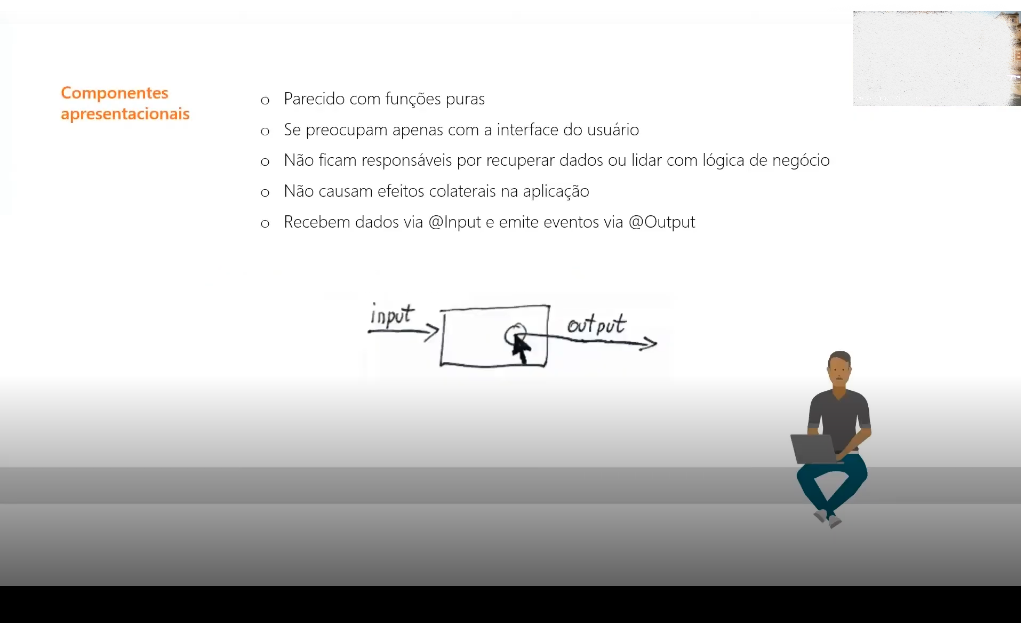 Componentes
apresentacionais
o Parecido com funções puras
o Se preocupam apenas com a interface do usuário
o Não ficam responsáveis por recuperar dados ou lidar com lógica de negócio
o Não causam efeitos colaterais na aplicação
o Recebem dados via @Input e emite eventos via @Output
input
output